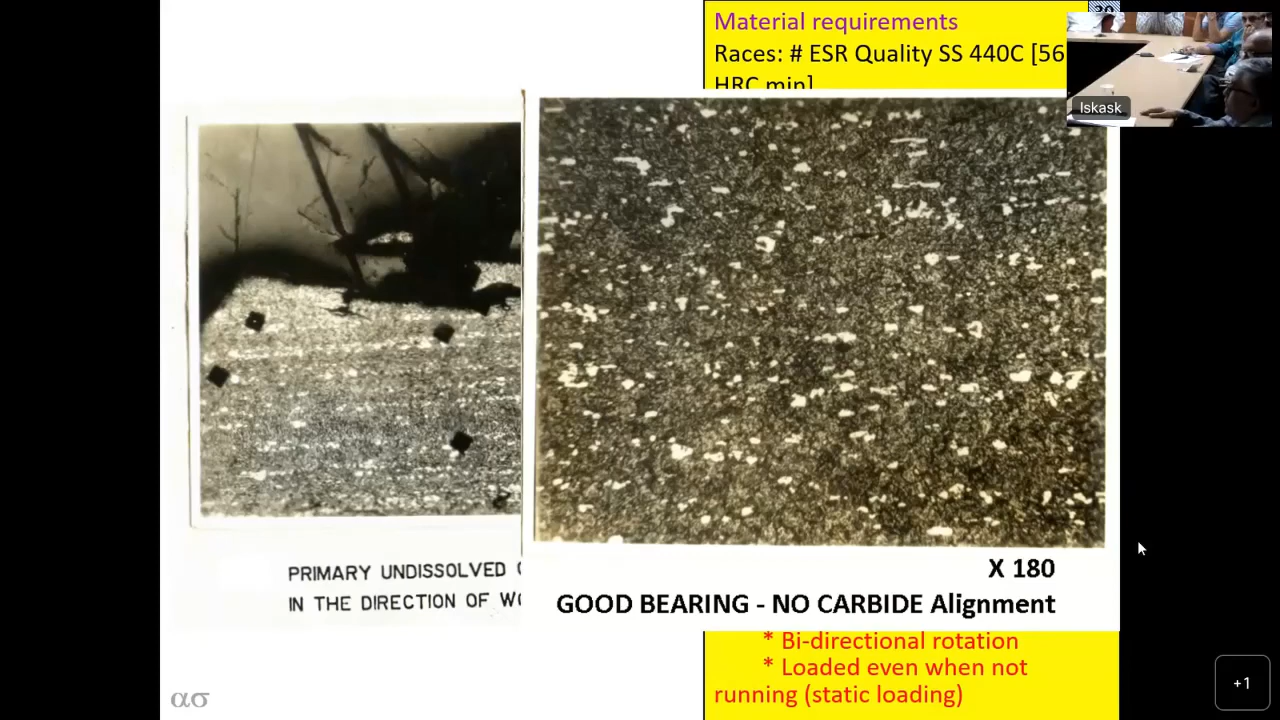 Material requirements
Races: # ESR Quality SS 440C [56
HRC min]
Iskask
PRIMARY UNDISSOLVED
IN THE DIRECTION OF
X 180
GOOD BEARING - NO CARBIDE Alignment
* Bi-directional rotation
* Loaded even when not
running (static loading)
ασ
+1